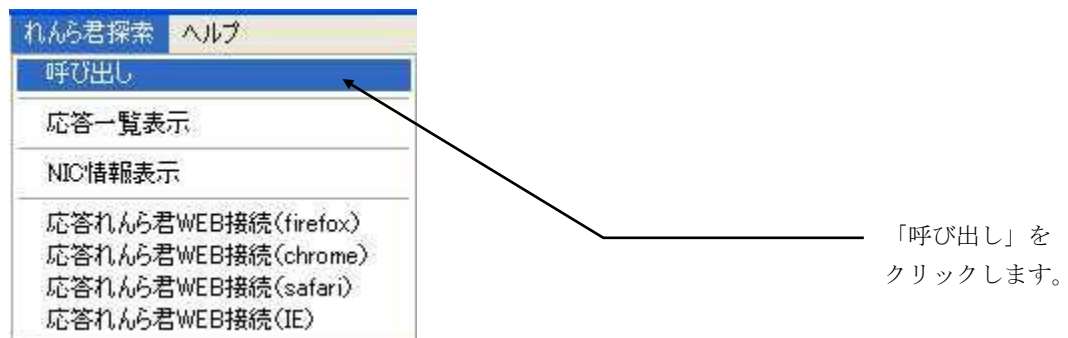 れんら君探索 ヘルプ
呼び出し
応答一覧表示
NIC情報表示
応答れんら君WEB接続(firefox)
応答れんら君WEB接続(chrome)
応答れんら君WEB接続(safari)
応答れんら君WEB接続(IE)
「呼び出し」を
クリックします。